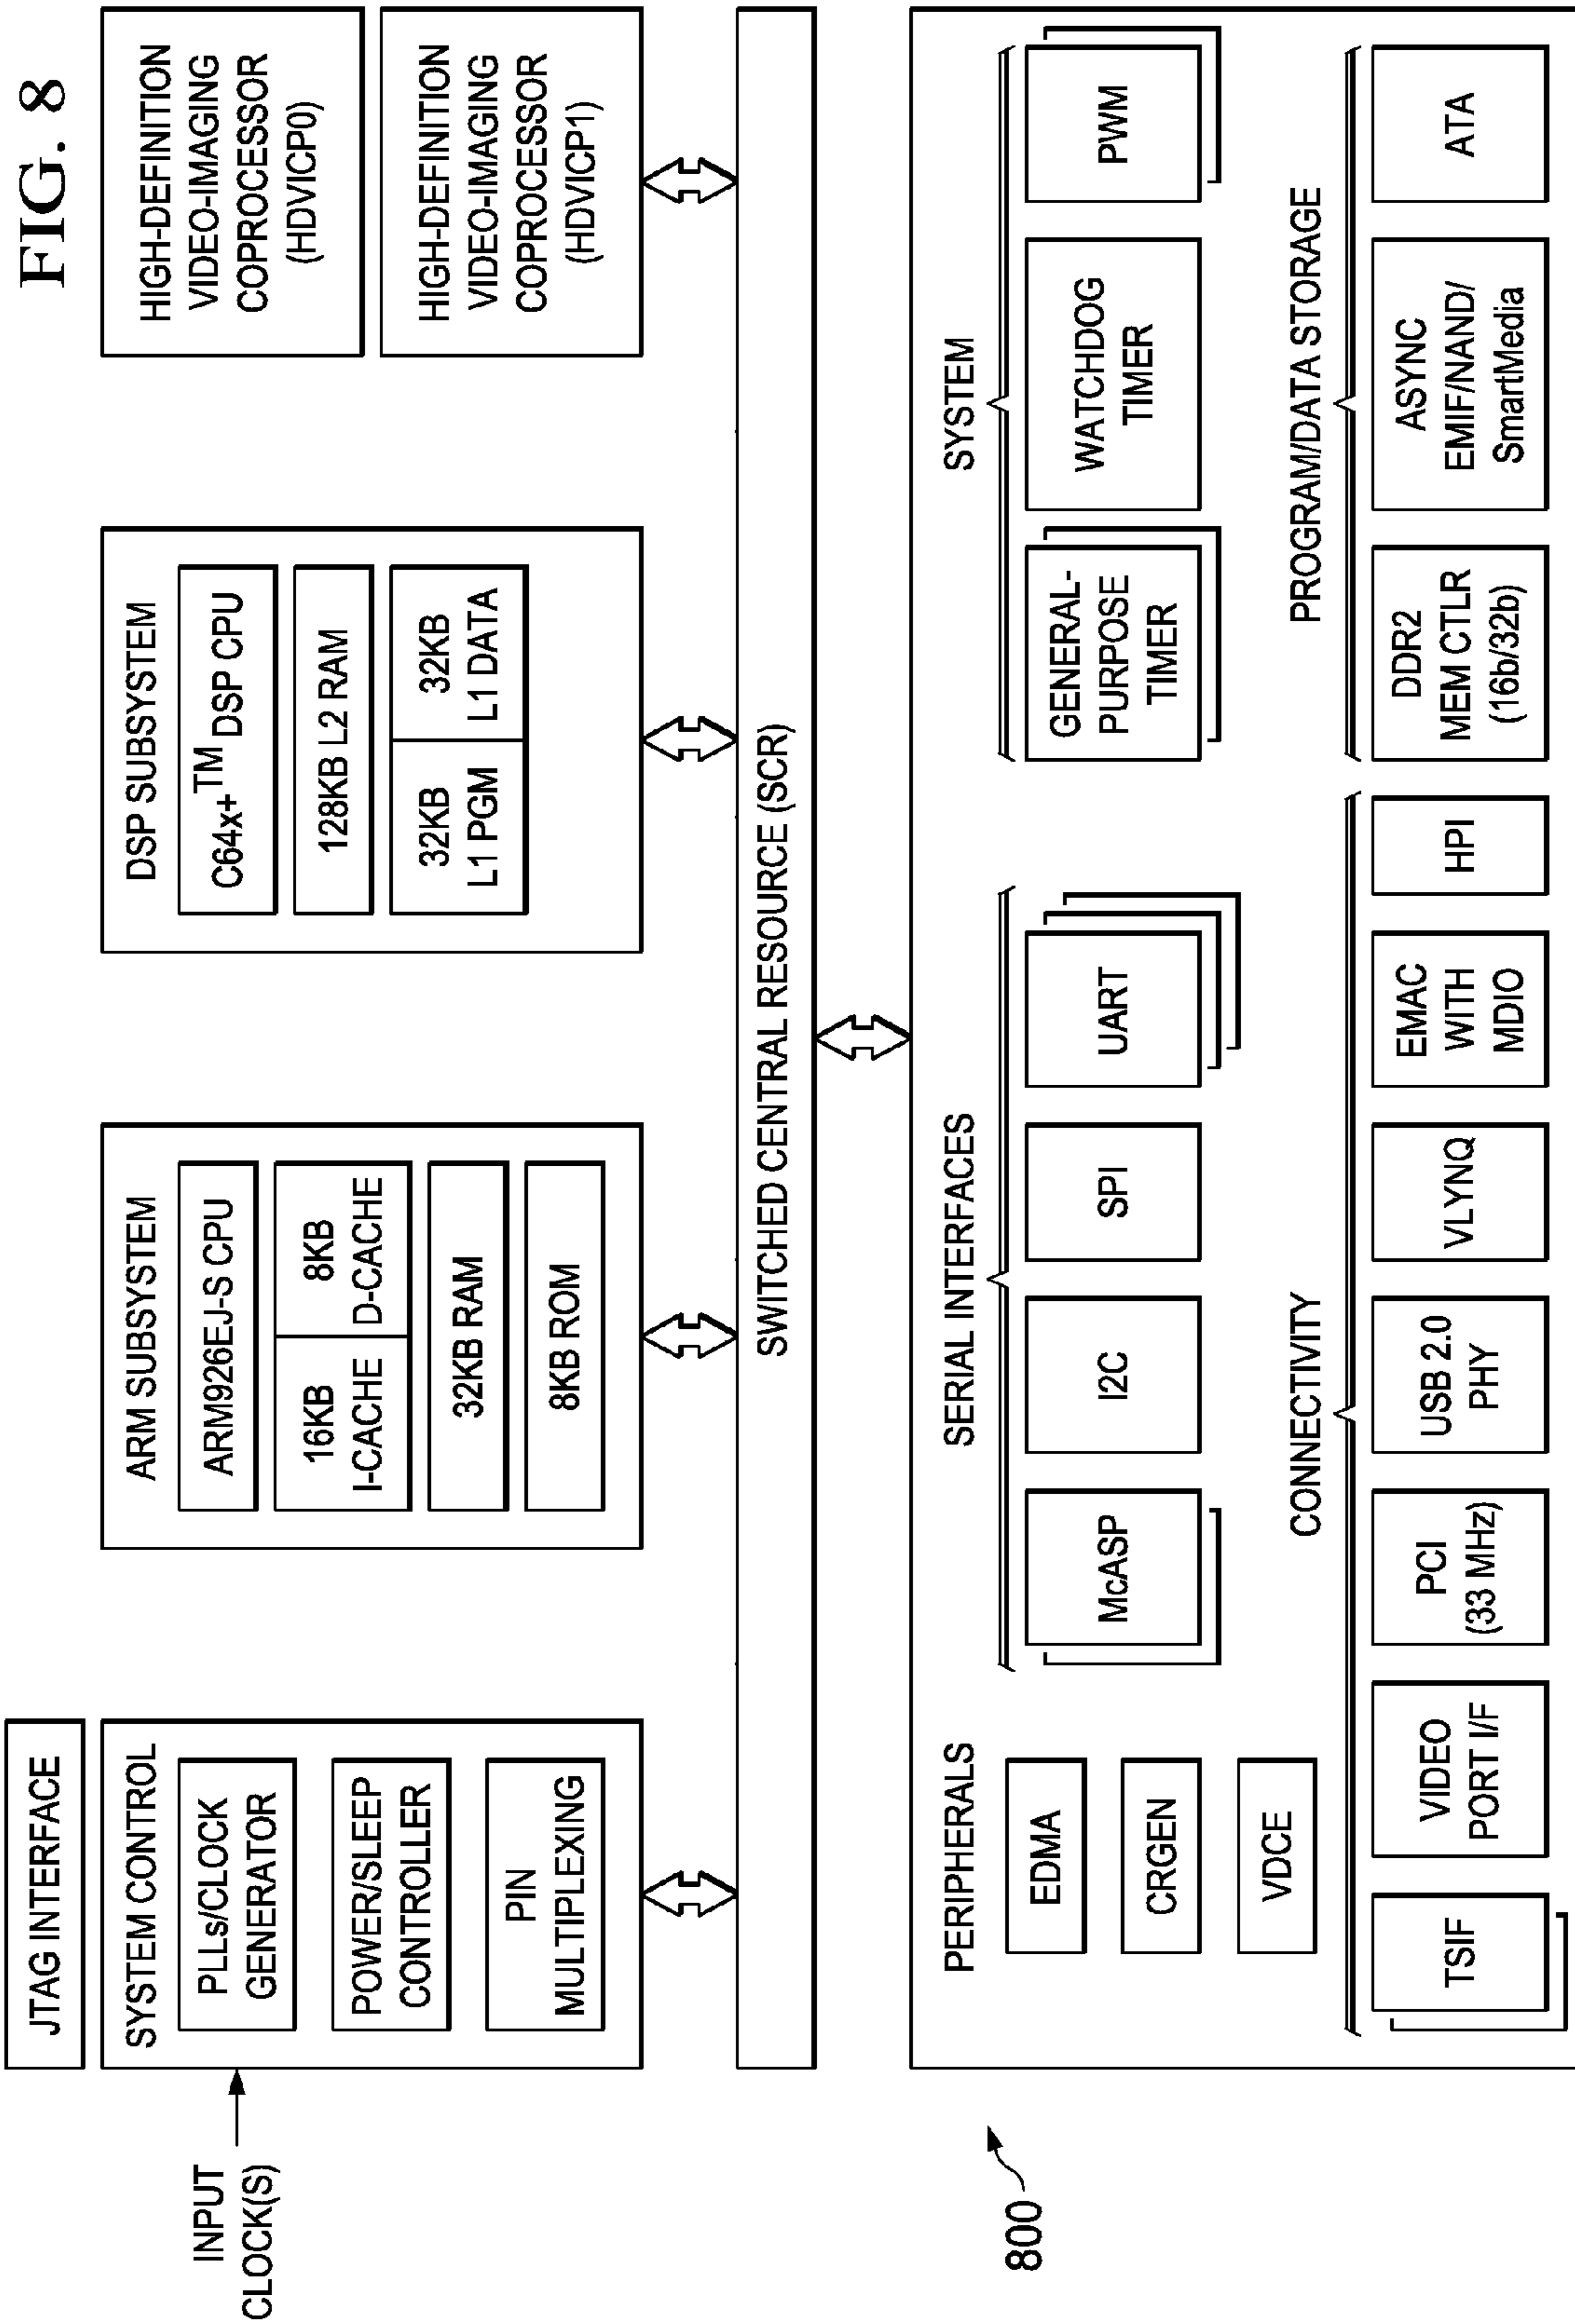 FIG. 8
JTAG INTERFACE
INPUT
CLOCK(S)
SYSTEM CONTROL
PLLs/CLOCK
GENERATOR
POWER/SLEEP
CONTROLLER
PIN
MULTIPLEXING
ARM SUBSYSTEM
ARM926EJ-S CPU
16KB
I-CACHE
8KB
D-CACHE
32KB RAM
8KB ROM
DSP SUBSYSTEM
C64x+TM DSP CPU
128KB L2 RAM
32KB
L1 PGM
32KB
L1 DATA
HIGH-DEFINITION
VIDEO-IMAGING
COPROCESSOR
(HDVICP0)
HIGH-DEFINITION
VIDEO-IMAGING
COPROCESSOR
(HDVICP1)
SWITCHED CENTRAL RESOURCE (SCR)
800
PERIPHERALS
EDMA
CRGEN
VDCE
SERIAL INTERFACES
McASP
I2C
SPI
UART
SYSTEM
GENERAL-
PURPOSE
TIMER
WATCHDOG
TIMER
PWM
CONNECTIVITY
TSIF
VIDEO
PORT I/F
PCI
(33 MHz)
USB 2.0
PHY
VLYNQ
EMAC
WITH
MDIO
HPI
PROGRAM/DATA STORAGE
DDR2
MEM CTLR
(16b/32b)
ASYNC
EMIF/NAND/
SmartMedia
ATA